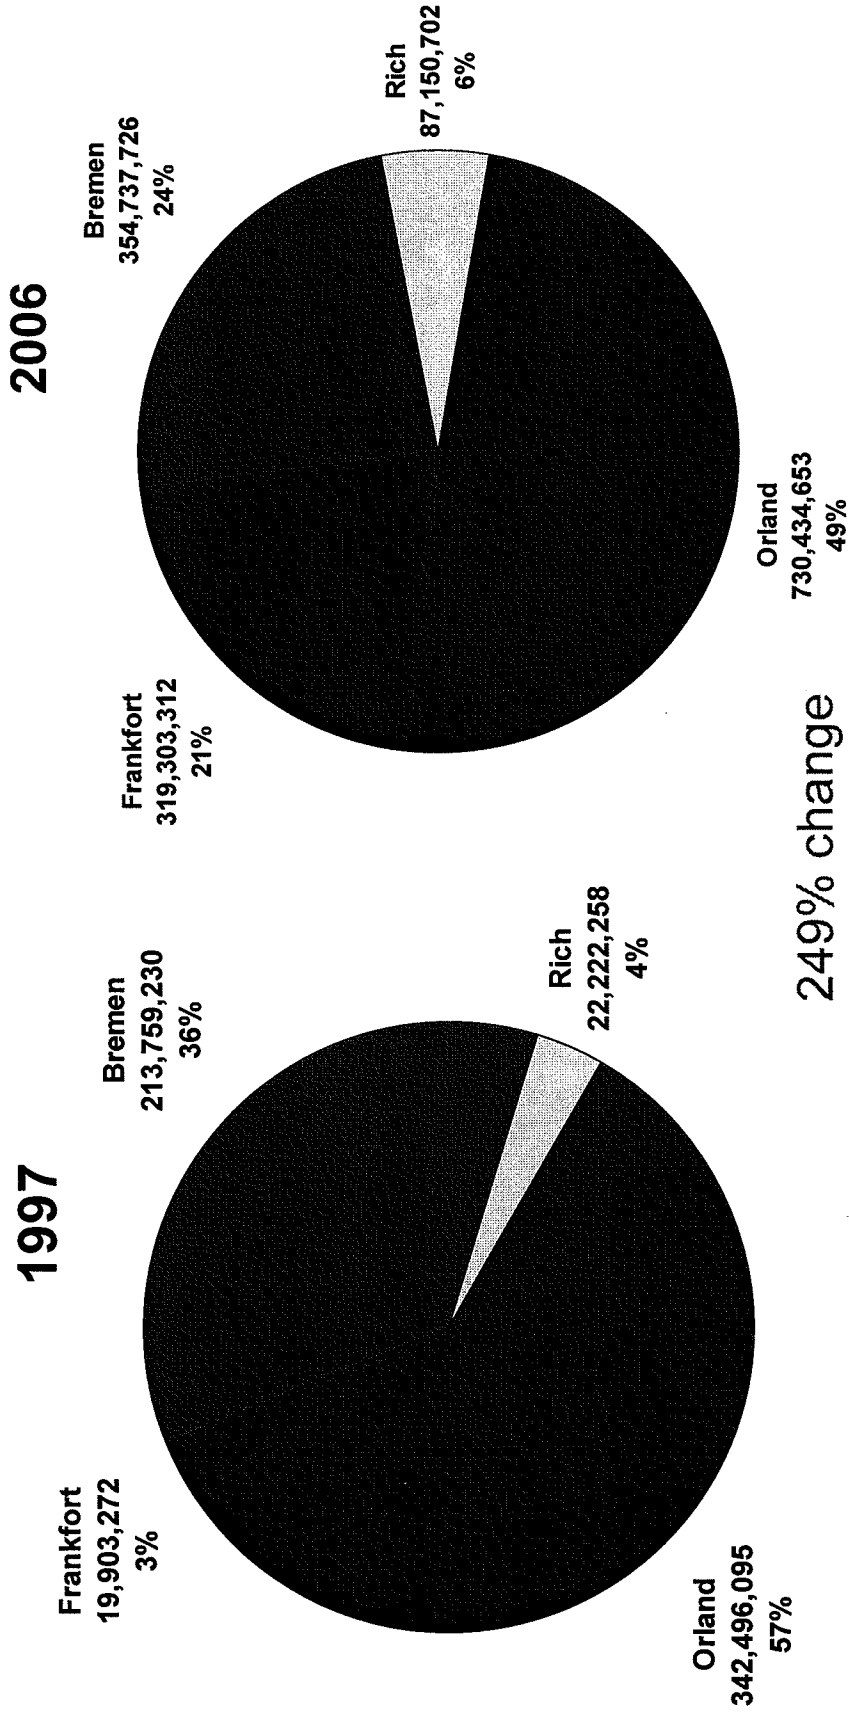 1997
Frankfort
19,903,272
3%
Bremen
213,759,230
36%
Rich
22,222,258
4%
Orland
342,496,095
57%
2006
Frankfort
319,303,312
21%
Bremen
354,737,726
24%
Rich
87,150,702
6%
Orland
730,434,653
49%
249% change